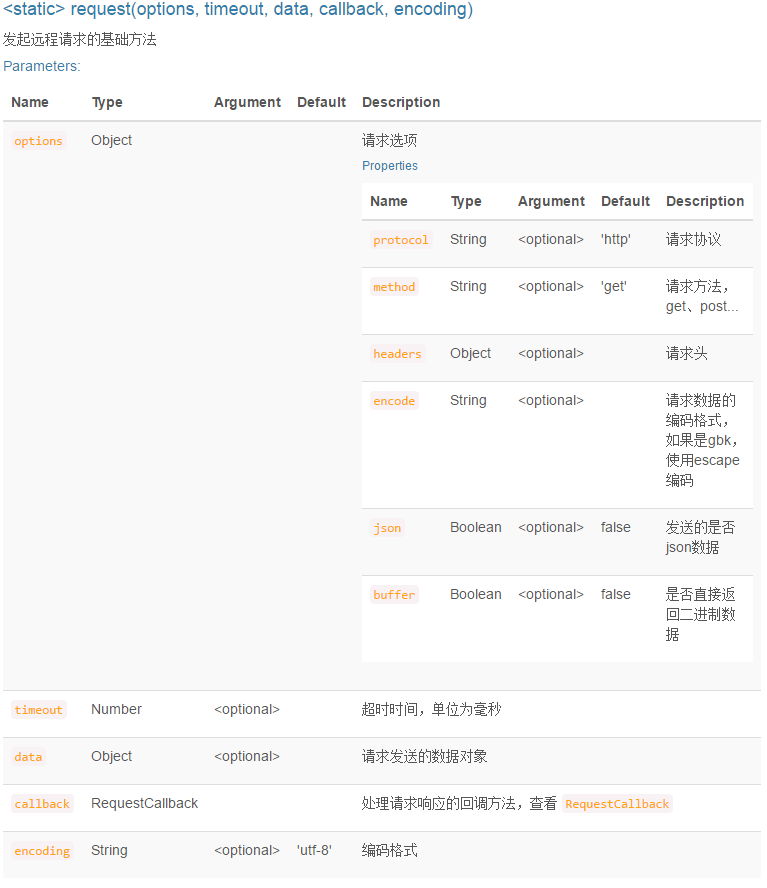 <static> request(options, timeout, data, callback, encoding)
发起远程请求的基础方法
Parameters:
Name Type Argument Default Description
options Object 请求选项
Properties
Name Type Argument Default Description
protocol String <optional> 'http' 请求协议
method String <optional> 'get' 请求方法，
get、post...
headers Object <optional> 请求头
encode String <optional> 请求数据的
编码格式，
如果是gbk，
使用escape
编码
json Boolean <optional> false 发送的是否
json数据
buffer Boolean <optional> false 是否直接返
回二进制数
据
timeout Number <optional> 超时时间，单位为毫秒
data Object <optional> 请求发送的数据对象
callback RequestCallback 处理请求响应的回调方法，查看 RequestCallback
encoding String <optional> 'utf-8' 编码格式